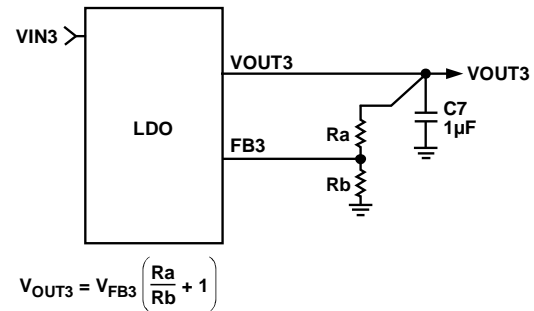 VIN3
VOUT3
VOUT3
LDO
C7
1µF
Ra
FB3
Rb
VOUT3 = VFB3 (Ra/Rb + 1)